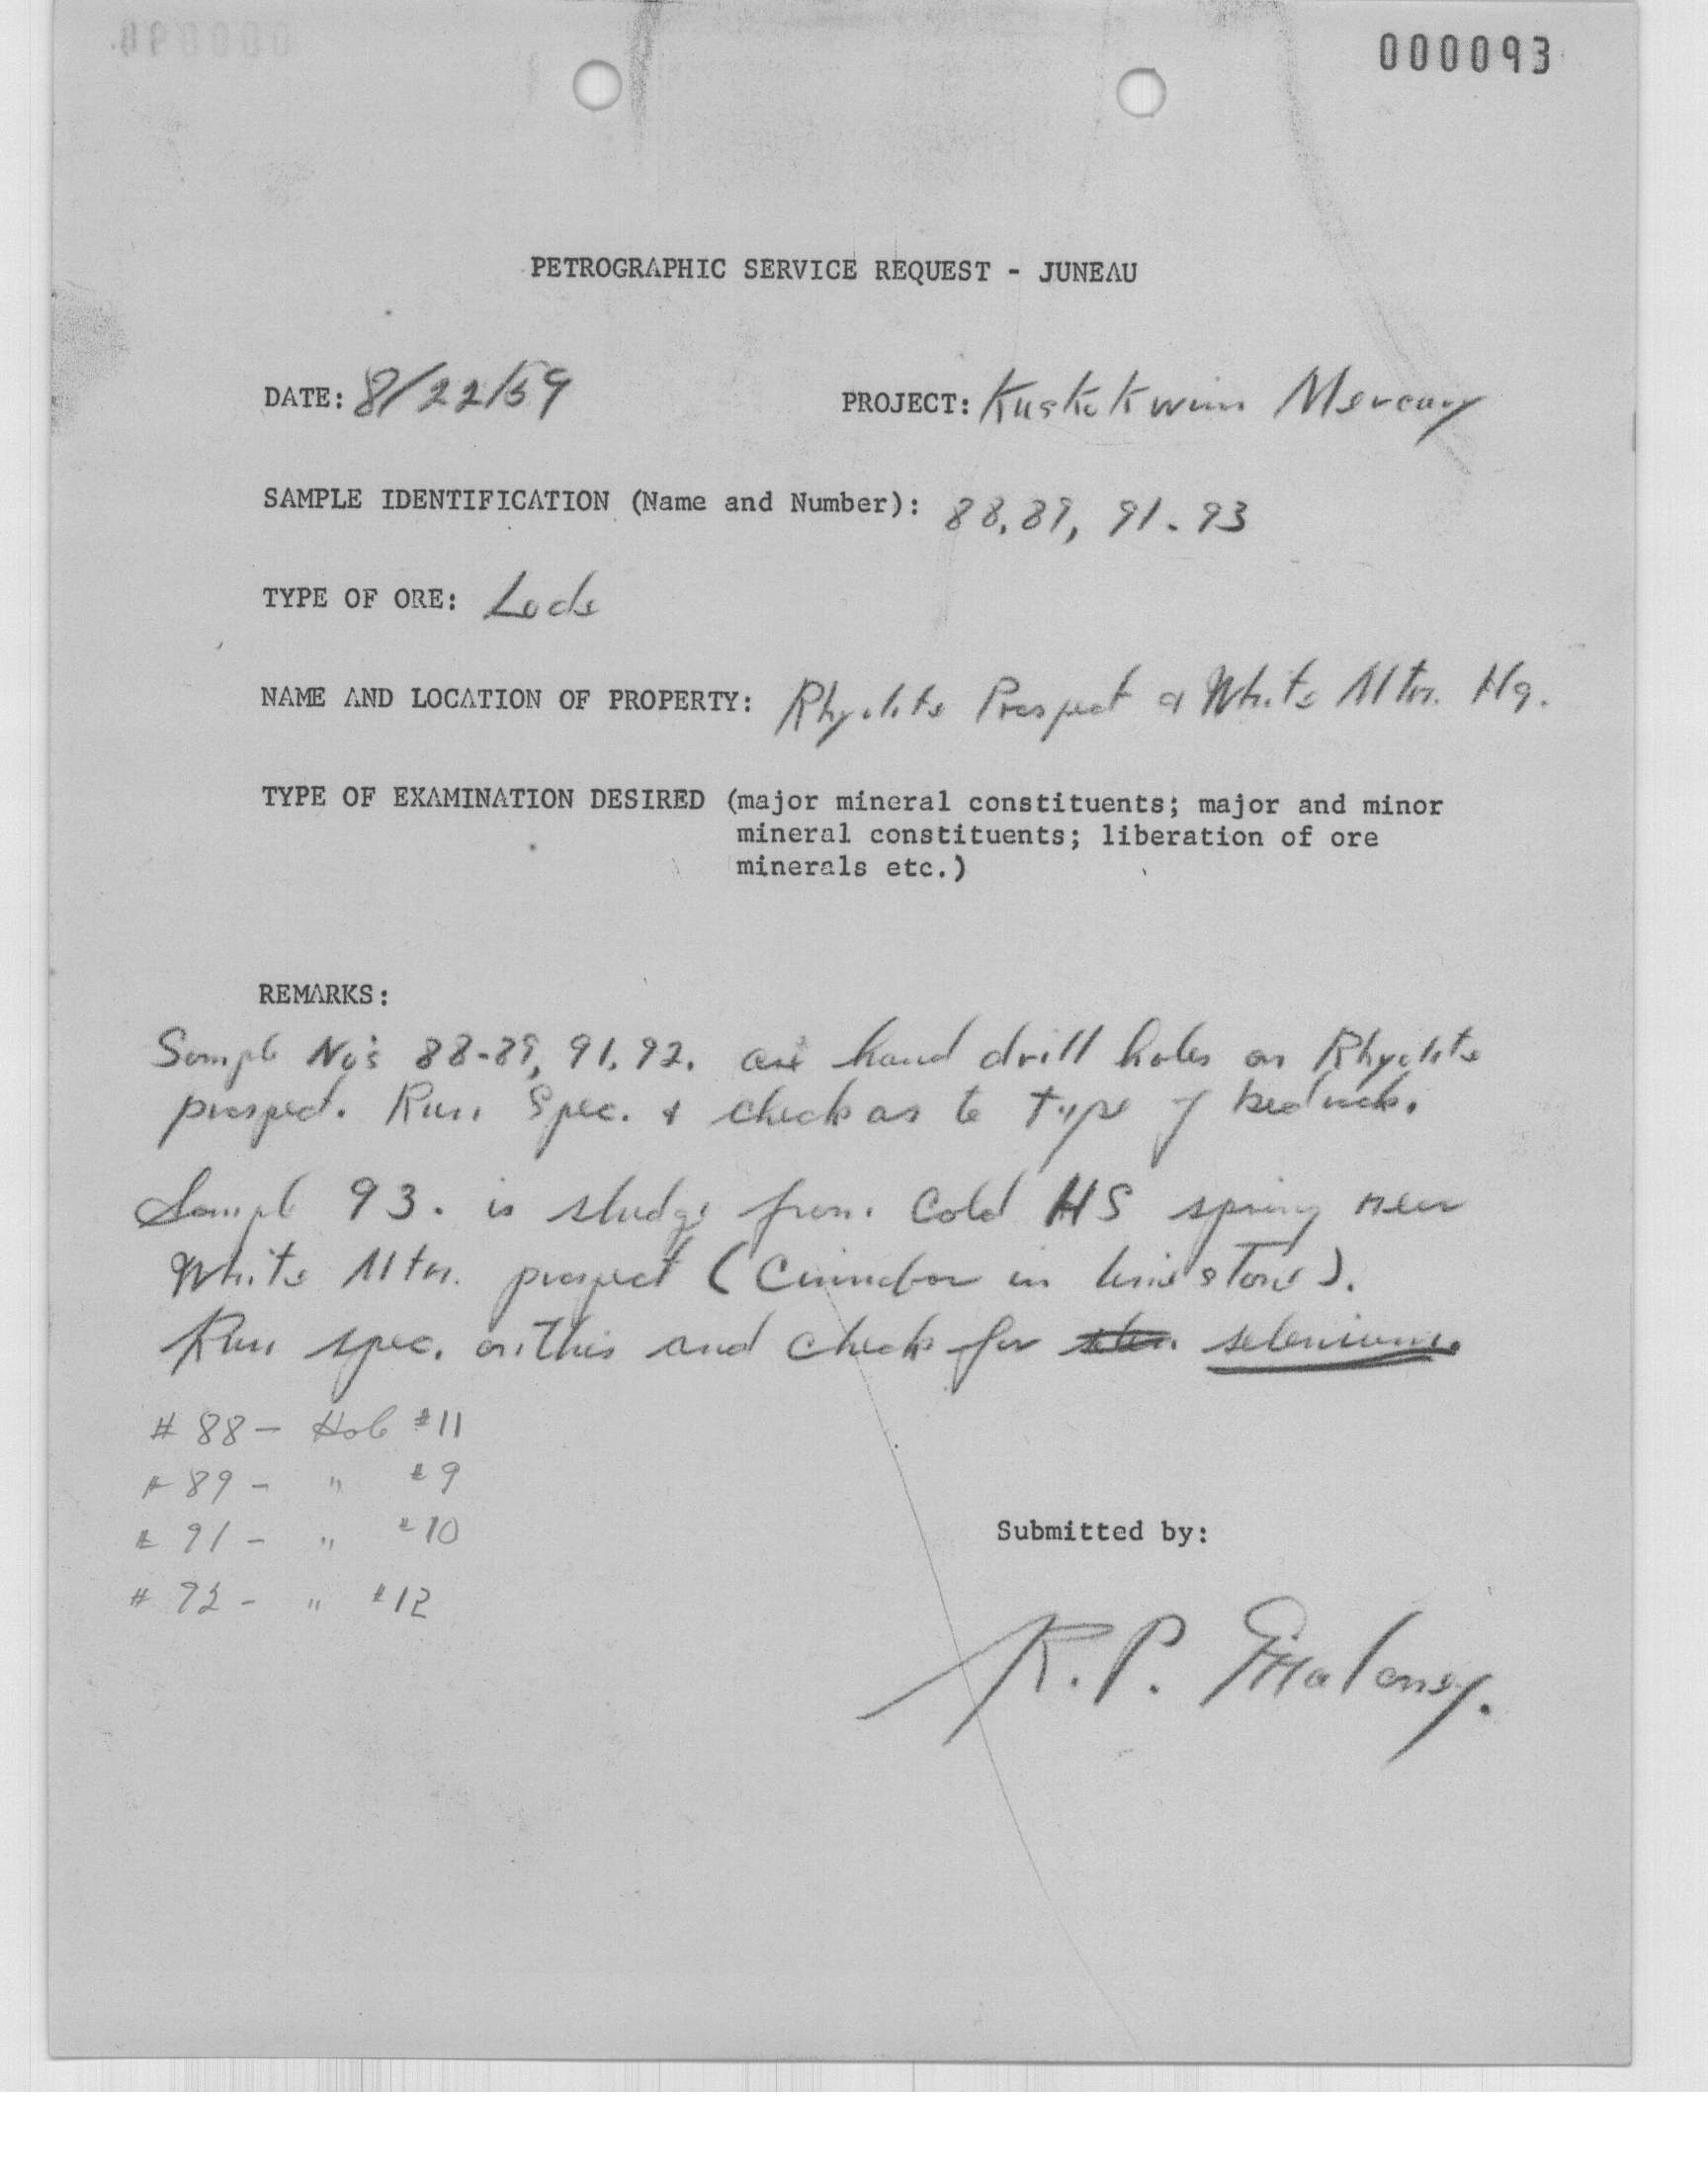 000093
PETROGRAPHIC SERVICE REQUEST - JUNEAU
DATE: 8/22/59 PROJECT: Kuskokwim Mercury
SAMPLE IDENTIFICATION (Name and Number): 88, 89, 91-93
TYPE OF ORE: Lode
NAME AND LOCATION OF PROPERTY: Rhyolite Prospect & White Mtn. Hg.
TYPE OF EXAMINATION DESIRED (major mineral constituents; major and minor
mineral constituents; liberation of ore
minerals etc.)
REMARKS:
Sample No's 88-89, 91, 92. are hand drill holes on Rhyolite
prospect. Run Spec. & check as to type of bedrock.
Sample 93. is sludge from cold HS spring near
White Mtn. prospect (Cinnabar in limestone).
Run spec. on this and check for selenium.
# 88 - Hole #11
# 89 - " #9
# 91 - " #10
# 92 - " #12
Submitted by:
R.P. Maloney.